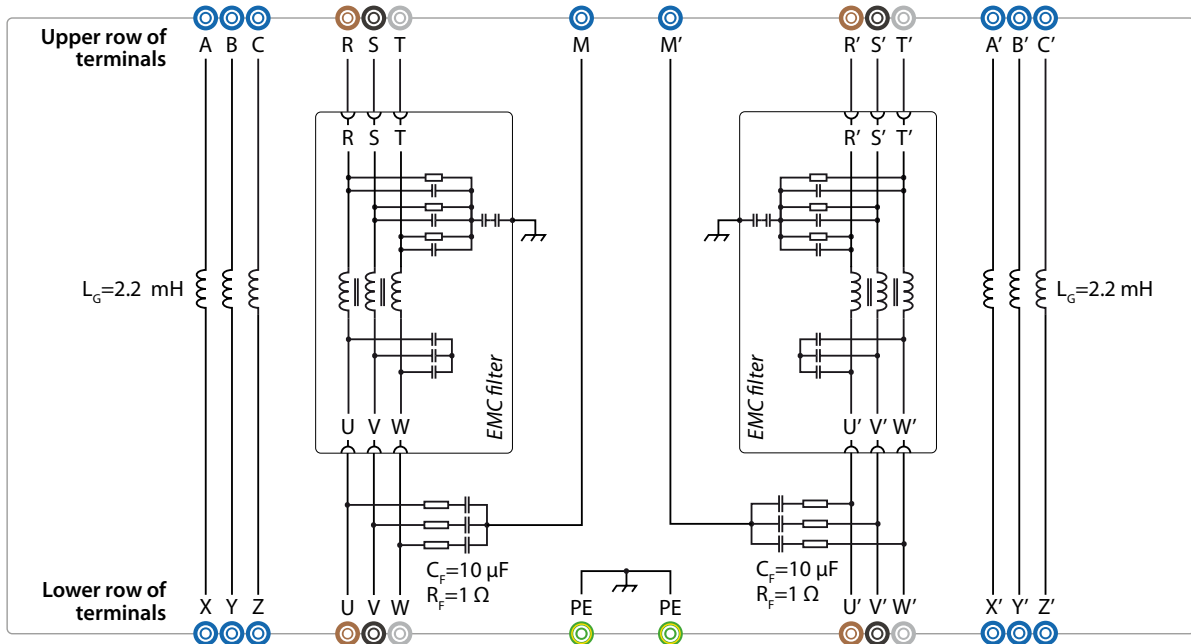 Upper row of
terminals
A B C R S T M M’ R’ S’ T’ A’ B’ C’
R S T R’ S’ T’
L_G=2.2 mH
L_G=2.2 mH
EMC filter
EMC filter
U V W U’ V’ W’
C_F=10 µF
R_F=1 Ω
C_F=10 µF
R_F=1 Ω
Lower row of
terminals
X Y Z U V W PE PE U’ V’ W’ X’ Y’ Z’